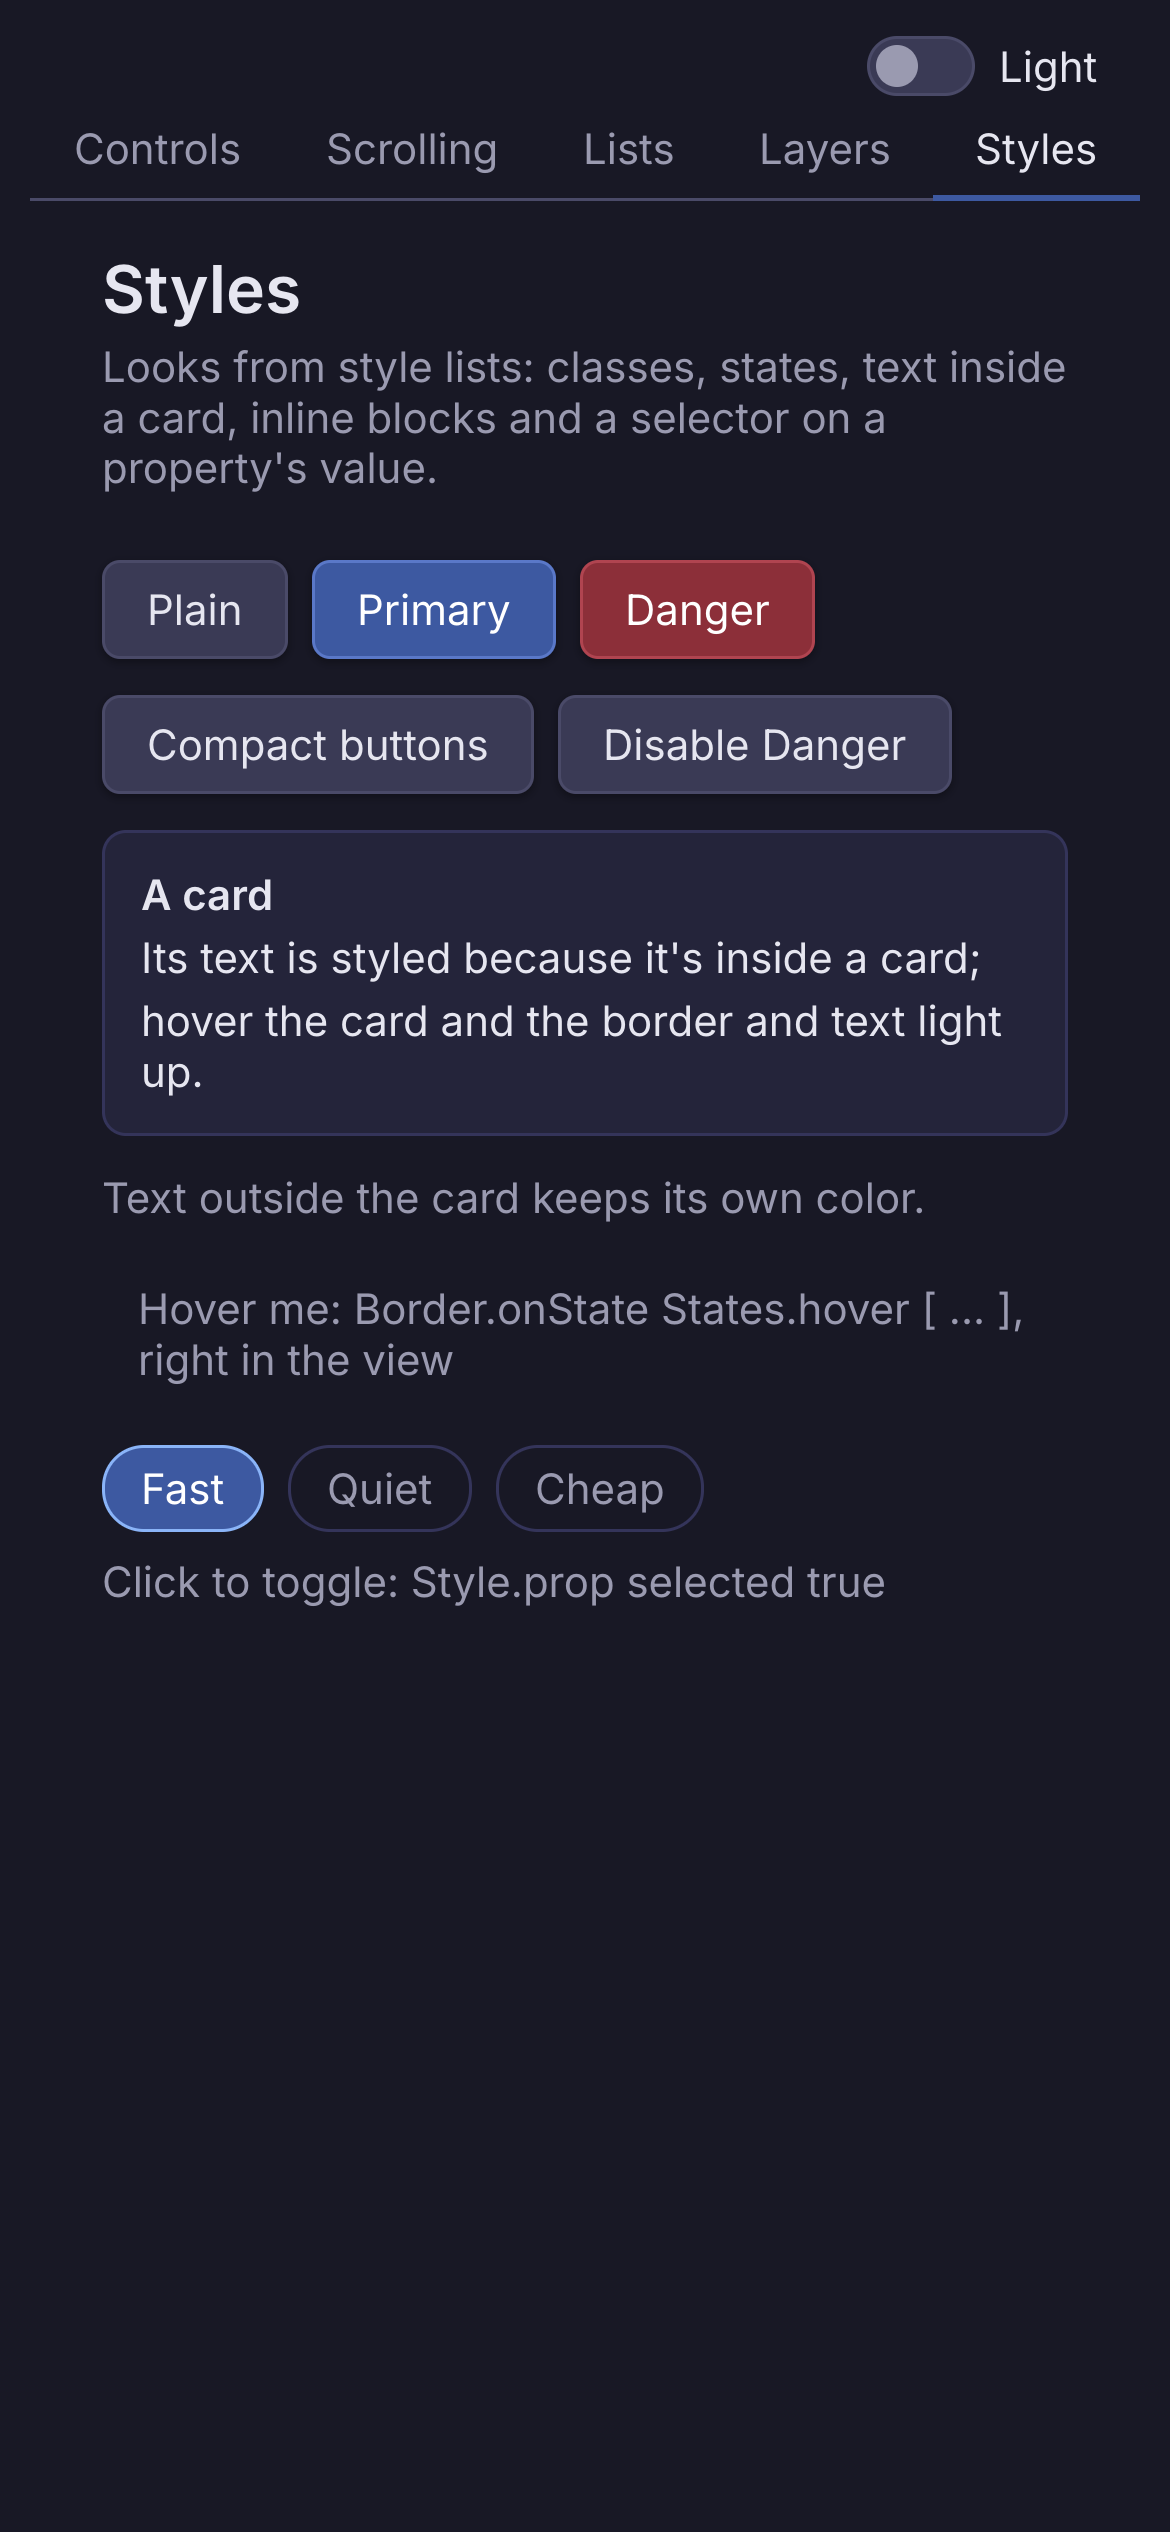 Light
Controls Scrolling Lists Layers Styles
Styles
Looks from style lists: classes, states, text inside
a card, inline blocks and a selector on a
property's value.
Plain Primary Danger
Compact buttons Disable Danger
A card
Its text is styled because it's inside a card;
hover the card and the border and text light
up.
Text outside the card keeps its own color.
Hover me: Border.onState States.hover [ ... ],
right in the view
Fast Quiet Cheap
Click to toggle: Style.prop selected true